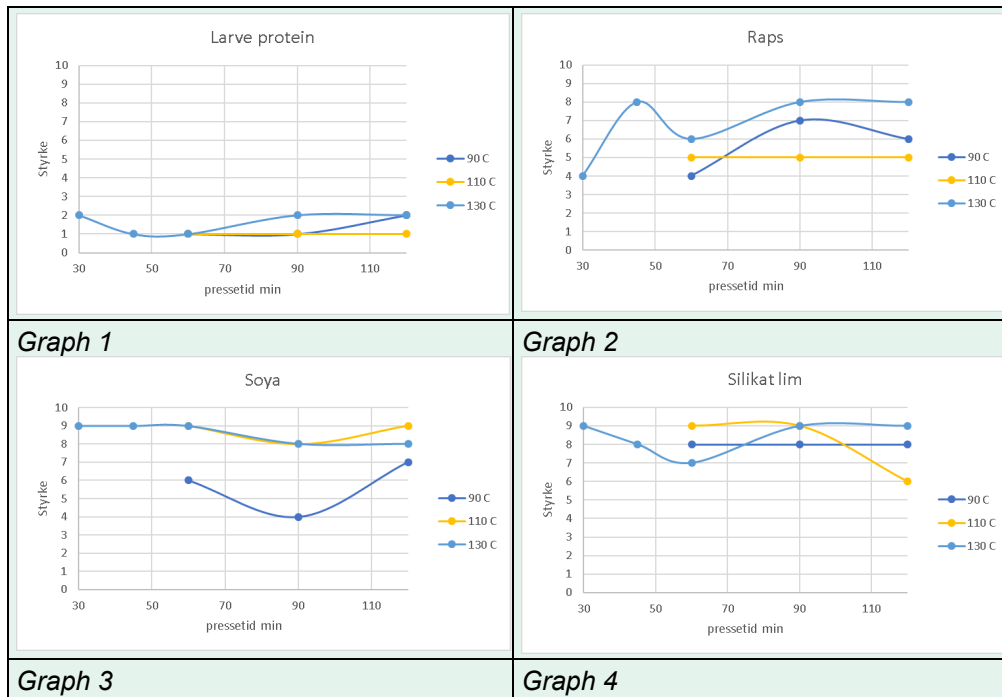 Larve protein
10
9
8
7
6
5
4
3
2
1
0
Styrke
30 50 70 90 110
pressetid min
90 C
110 C
130 C
Graph 1
Raps
10
9
8
7
6
5
4
3
2
1
0
Styrke
30 50 70 90 110
pressetid min
90 C
110 C
130 C
Graph 2
Soya
10
9
8
7
6
5
4
3
2
1
0
Styrke
30 50 70 90 110
pressetid min
90 C
110 C
130 C
Graph 3
Silikat lim
10
9
8
7
6
5
4
3
2
1
0
Styrke
30 50 70 90 110
pressetid min
90 C
110 C
130 C
Graph 4